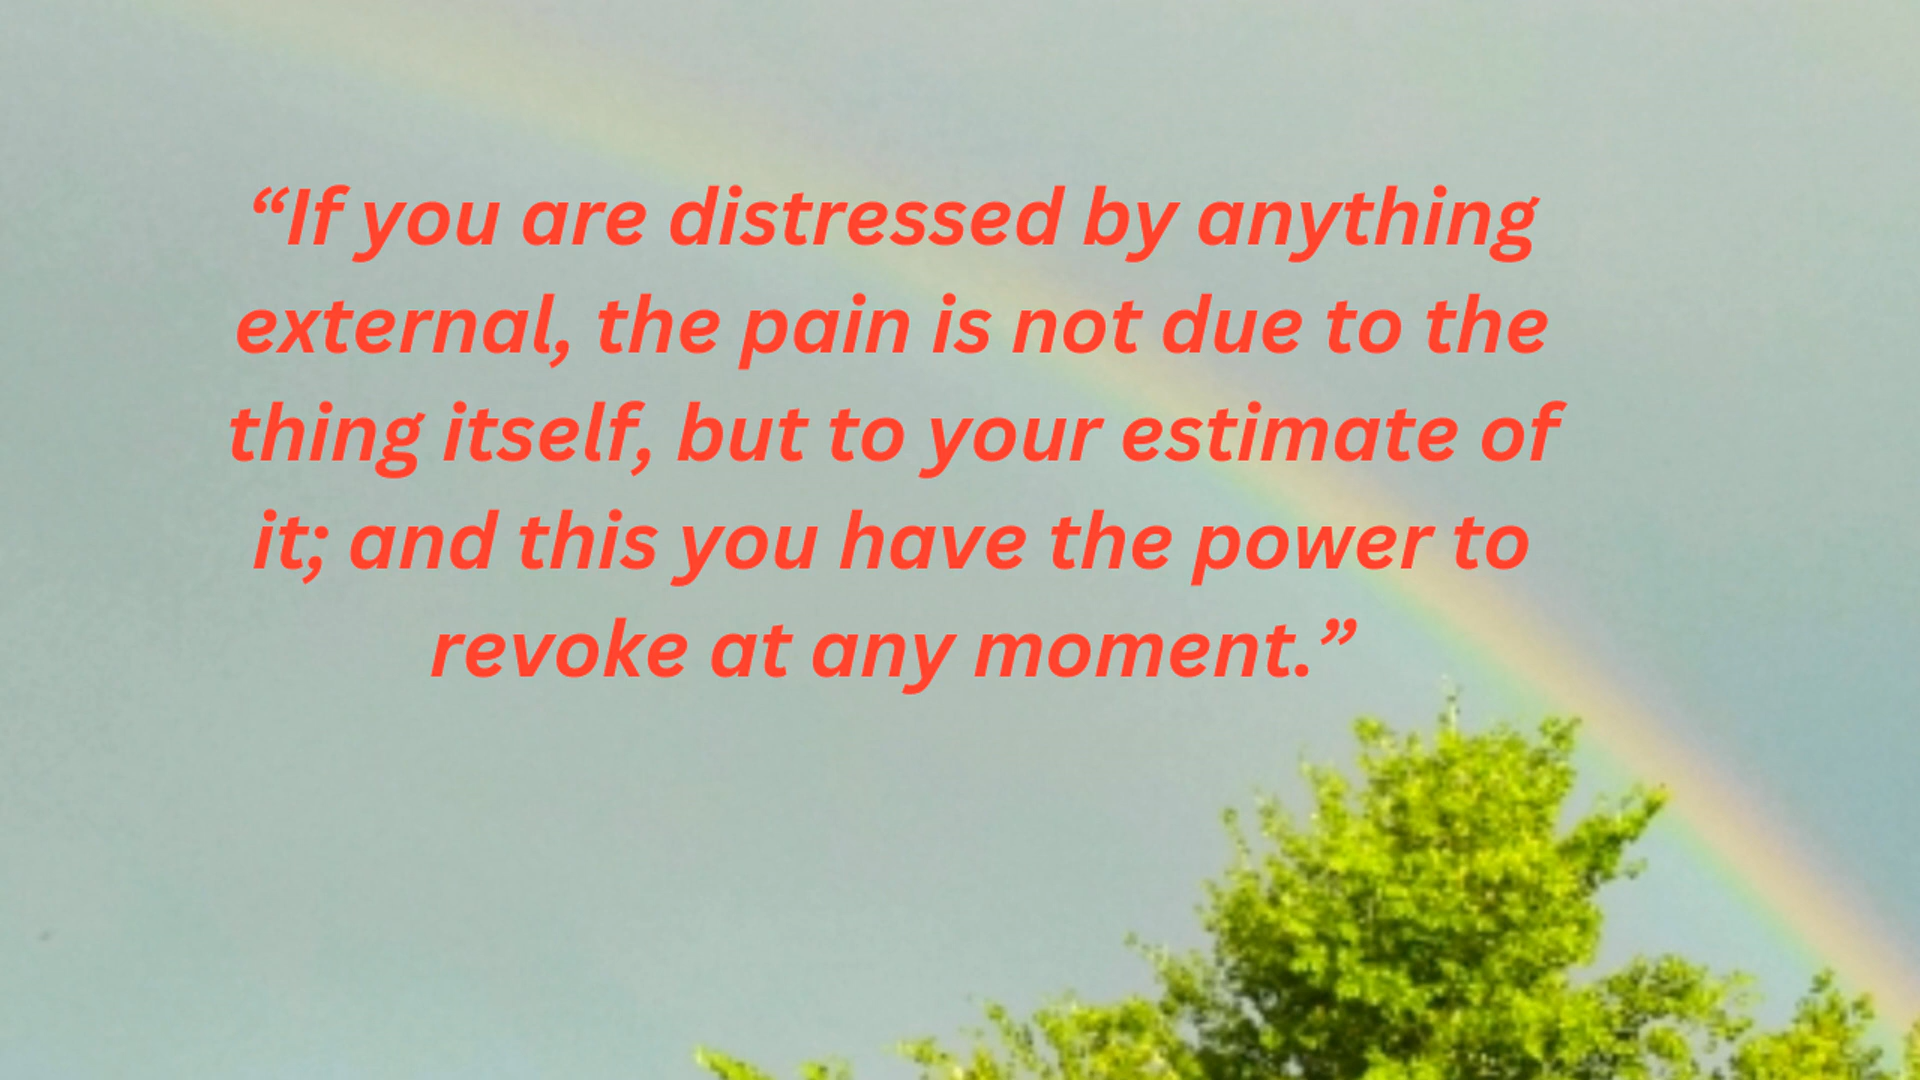 “If you are distressed by anything
external, the pain is not due to the
thing itself, but to your estimate of
it; and this you have the power to
revoke at any moment.”